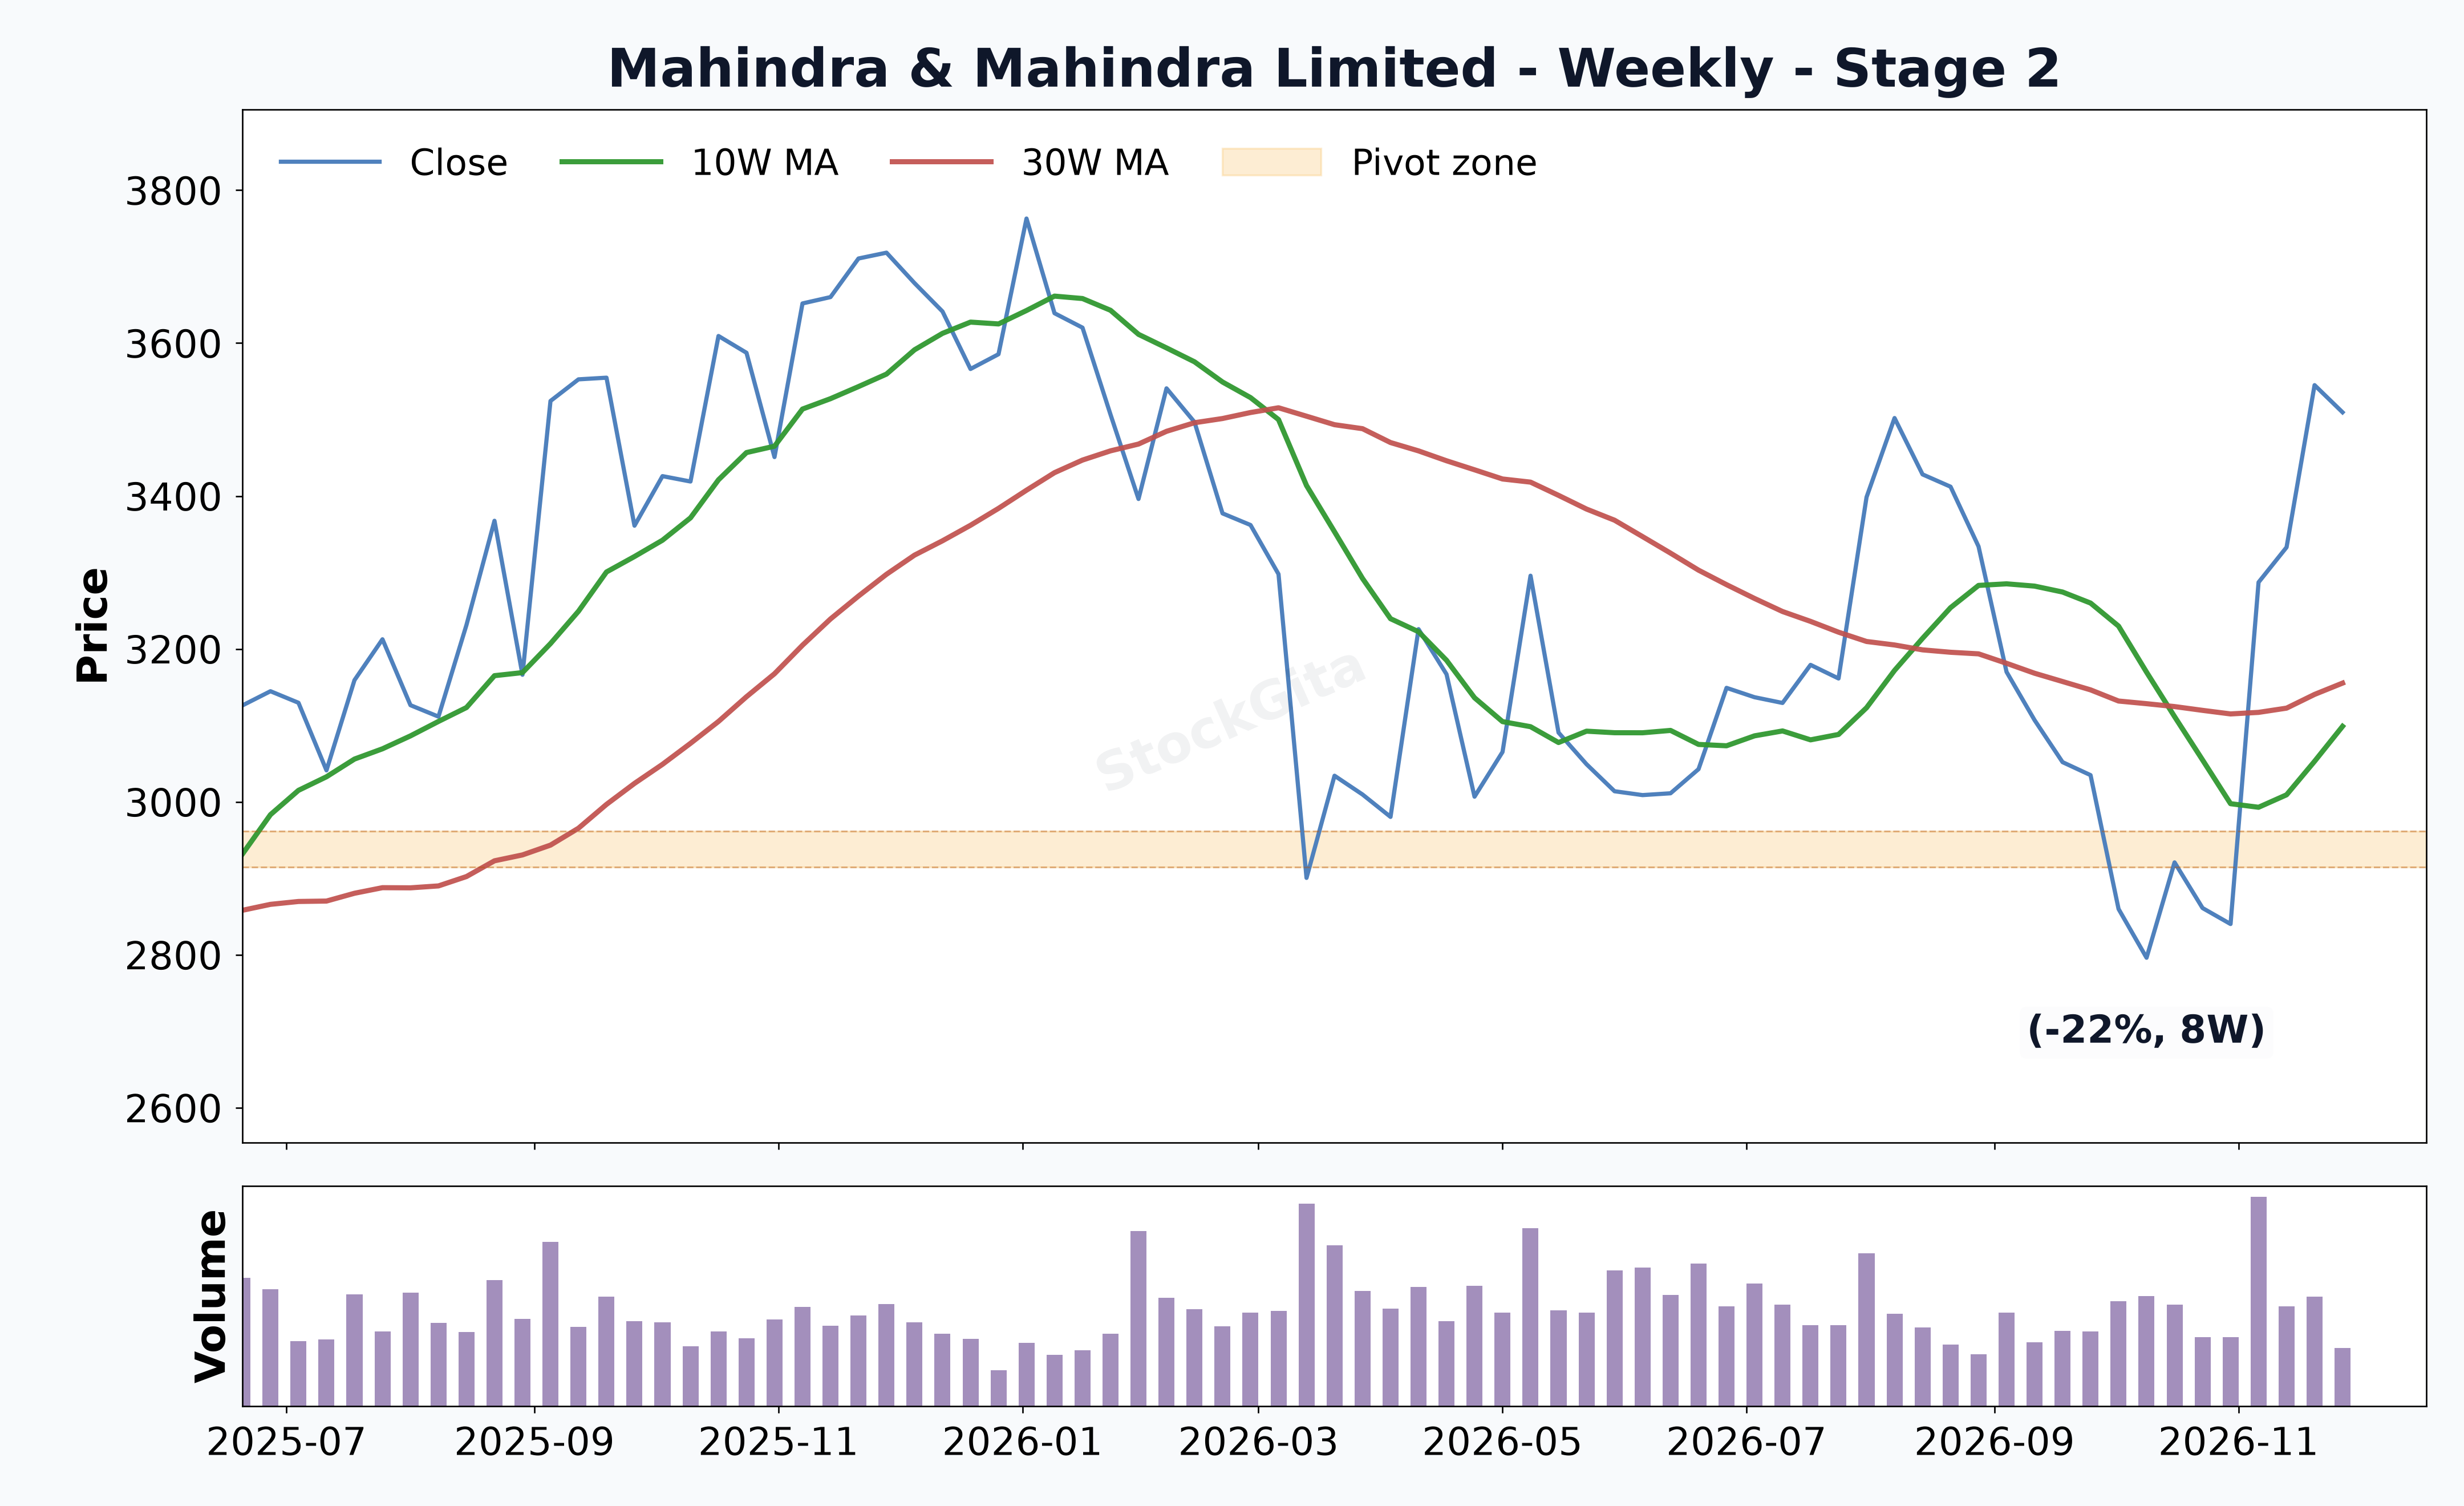 Mahindra & Mahindra Limited - Weekly - Stage 2
Close 10W MA 30W MA Pivot zone
Price
3800
3600
3400
3200
3000
2800
2600
StockGita
(-22%, 8W)
Volume
2025-07 2025-09 2025-11 2026-01 2026-03 2026-05 2026-07 2026-09 2026-11